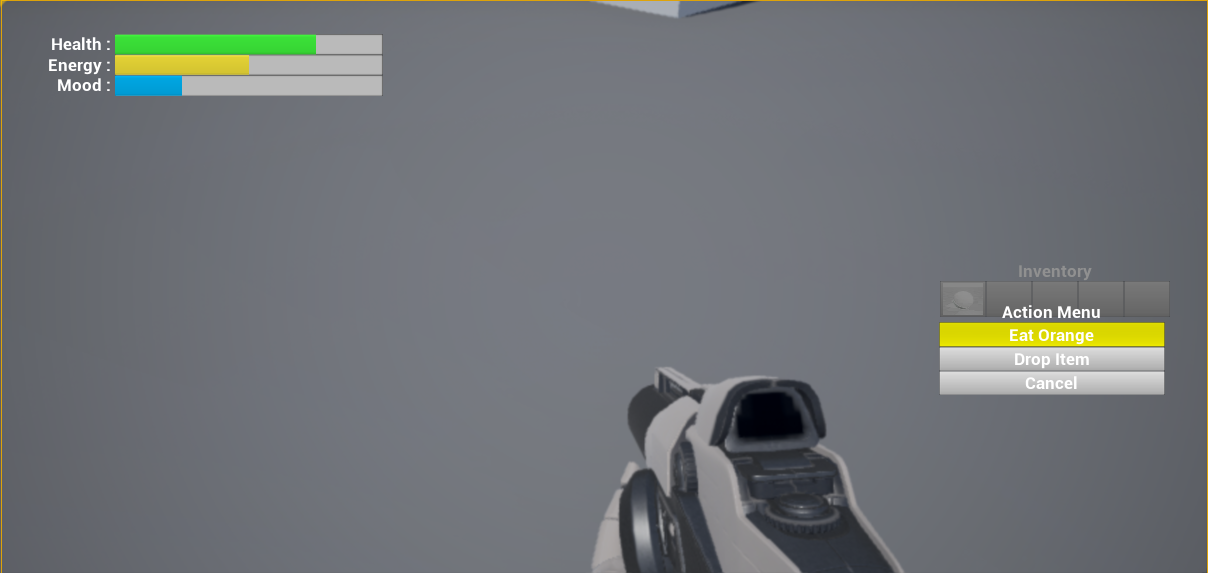 Health :
Energy :
Mood :
Inventory
Action Menu
Eat Orange
Drop Item
Cancel